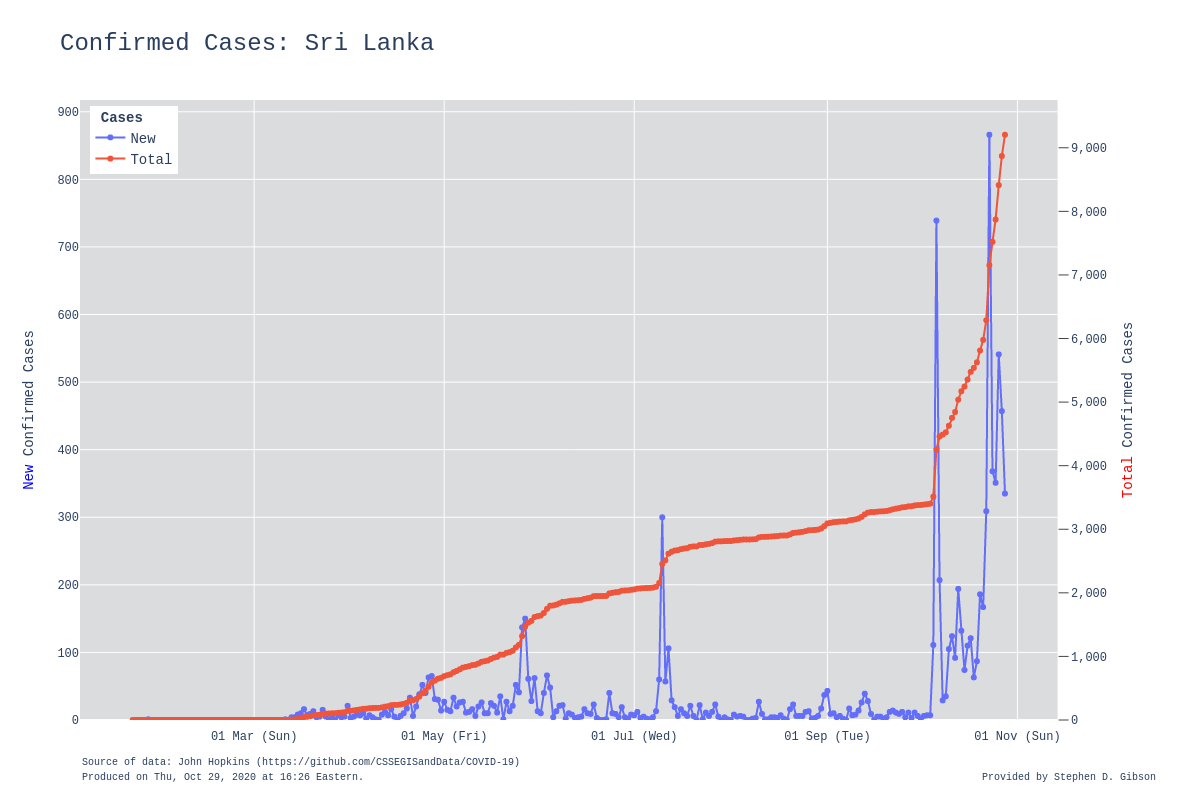 Confirmed Cases: Sri Lanka
Cases
New
Total
900
800
700
600
500
400
300
200
100
0
9,000
8,000
7,000
6,000
5,000
4,000
3,000
2,000
1,000
0
New Confirmed Cases
Total Confirmed Cases
01 Mar (Sun)
01 May (Fri)
01 Jul (Wed)
01 Sep (Tue)
01 Nov (Sun)
Source of data: John Hopkins (https://github.com/CSSEGISandData/COVID-19)
Produced on Thu, Oct 29, 2020 at 16:26 Eastern.
Provided by Stephen D. Gibson